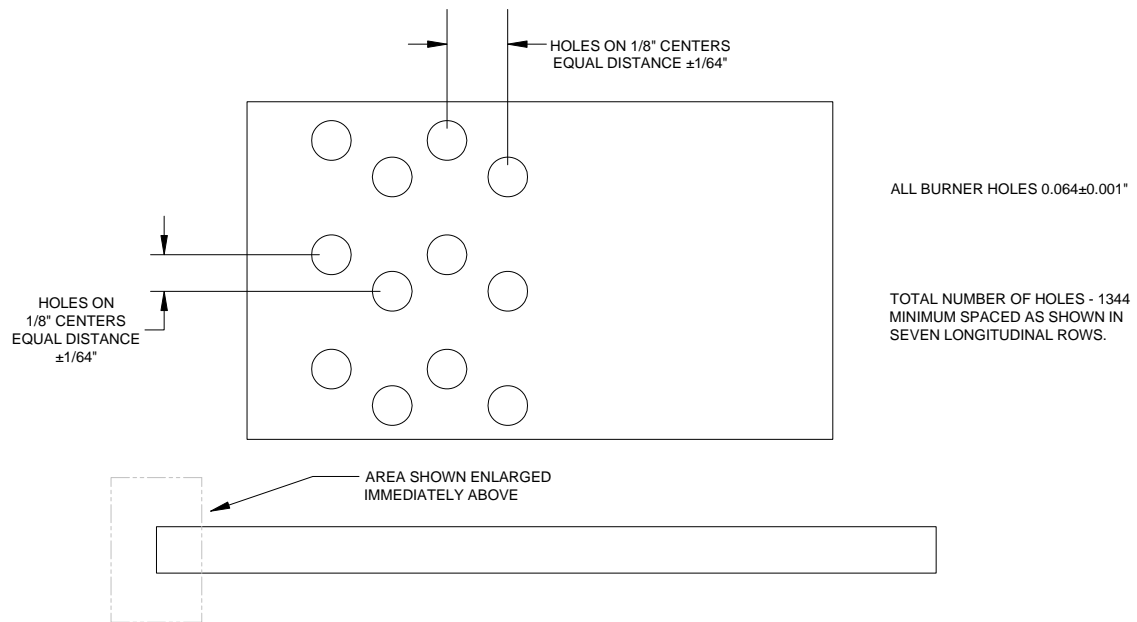 HOLES ON 1/8" CENTERS
EQUAL DISTANCE ±1/64"
ALL BURNER HOLES 0.064±0.001"
HOLES ON
1/8" CENTERS
EQUAL DISTANCE
±1/64"
TOTAL NUMBER OF HOLES - 1344
MINIMUM SPACED AS SHOWN IN
SEVEN LONGITUDINAL ROWS.
AREA SHOWN ENLARGED
IMMEDIATELY ABOVE